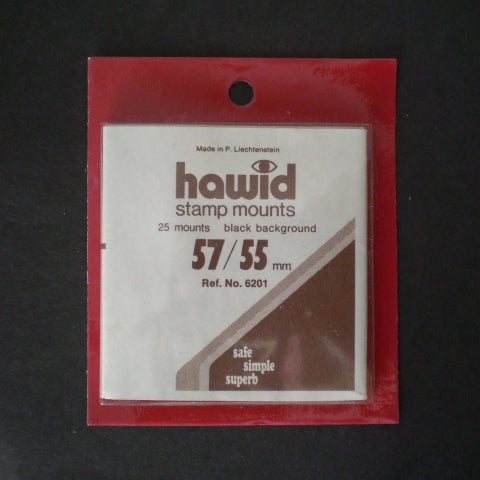 Made in P. Liechtenstein
hawid
stamp mounts
25 mounts black background
57/55 mm
Ref. No. 6201
safe
simple
superb